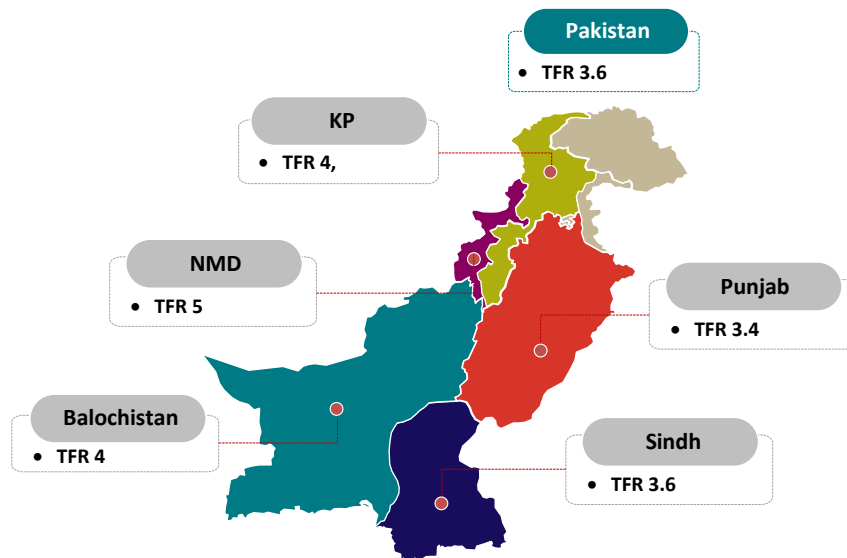 Pakistan
• TFR 3.6
KP
• TFR 4,
NMD
• TFR 5
Punjab
• TFR 3.4
Balochistan
• TFR 4
Sindh
• TFR 3.6